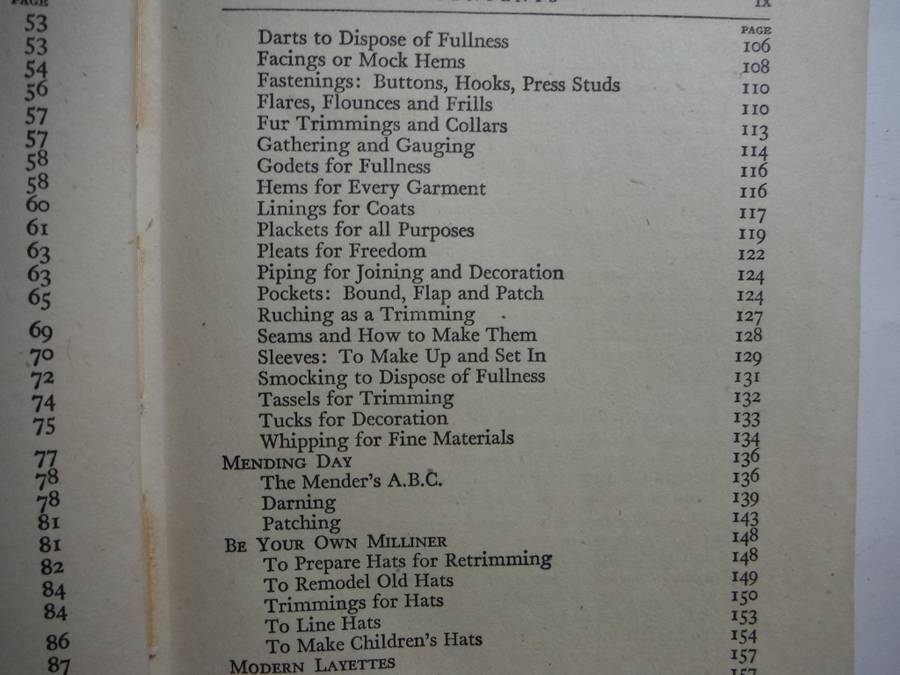 PAGE
53
53
54
56
57
57
58
58
60
61
63
63
65
69
70
72
74
75
77
78
78
81
81
82
84
84
86
87
ix
PAGE
Darts to Dispose of Fullness 106
Facings or Mock Hems 108
Fastenings: Buttons, Hooks, Press Studs 110
Flares, Flounces and Frills 110
Fur Trimmings and Collars 113
Gathering and Gauging 114
Godets for Fullness 116
Hems for Every Garment 116
Linings for Coats 117
Plackets for all Purposes 119
Pleats for Freedom 122
Piping for Joining and Decoration 124
Pockets: Bound, Flap and Patch 124
Ruching as a Trimming 127
Seams and How to Make Them 128
Sleeves: To Make Up and Set In 129
Smocking to Dispose of Fullness 131
Tassels for Trimming 132
Tucks for Decoration 133
Whipping for Fine Materials 134
MENDING DAY 136
The Mender's A.B.C. 136
Darning 139
Patching 143
BE YOUR OWN MILLINER 148
To Prepare Hats for Retrimming 148
To Remodel Old Hats 149
Trimmings for Hats 150
To Line Hats 153
To Make Children's Hats 154
MODERN LAYETTES 157
157